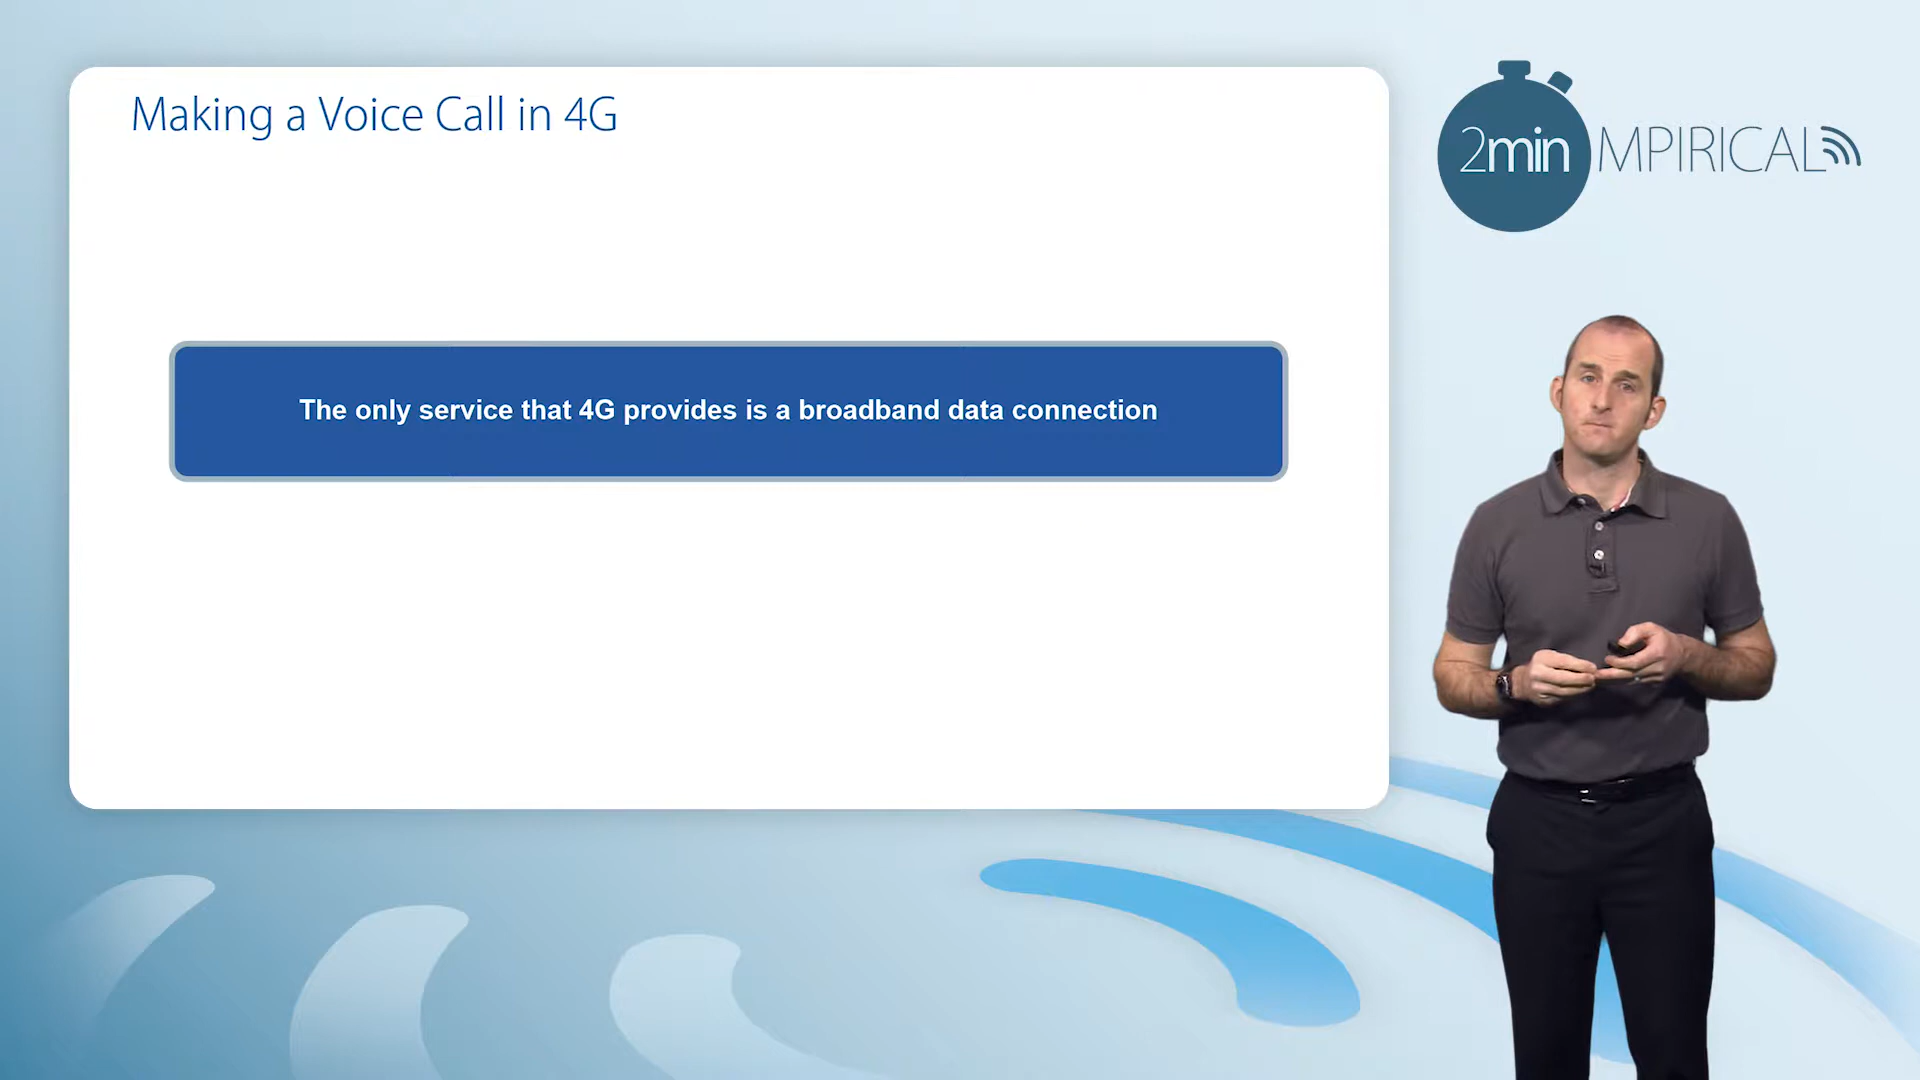 Making a Voice Call in 4G
2min MPIRICAL
The only service that 4G provides is a broadband data connection